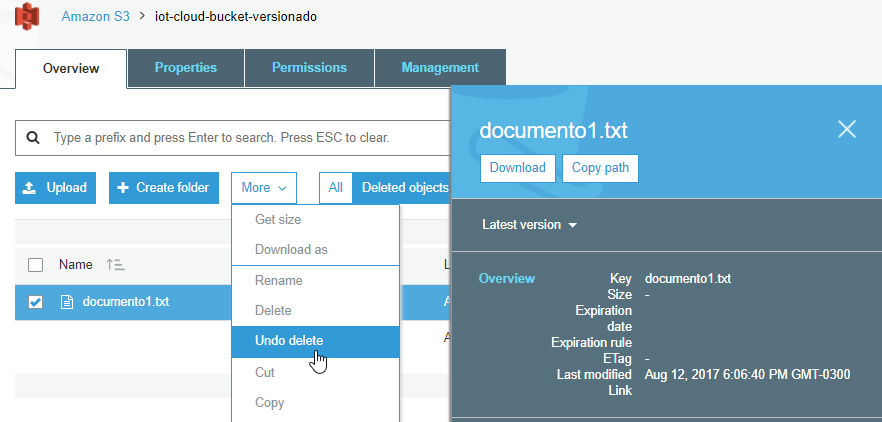 Amazon S3 > iot-cloud-bucket-versionado
Overview
Properties
Permissions
Management
Type a prefix and press Enter to search. Press ESC to clear.
Upload
Create folder
More
All
Deleted objects
Get size
Download as
Rename
Delete
Undo delete
Cut
Copy
Name
L
documento1.txt
A
A
documento1.txt
Download
Copy path
Latest version
Overview
Key documento1.txt
Size -
Expiration
date
Expiration rule
ETag -
Last modified Aug 12, 2017 6:06:40 PM GMT-0300
Link